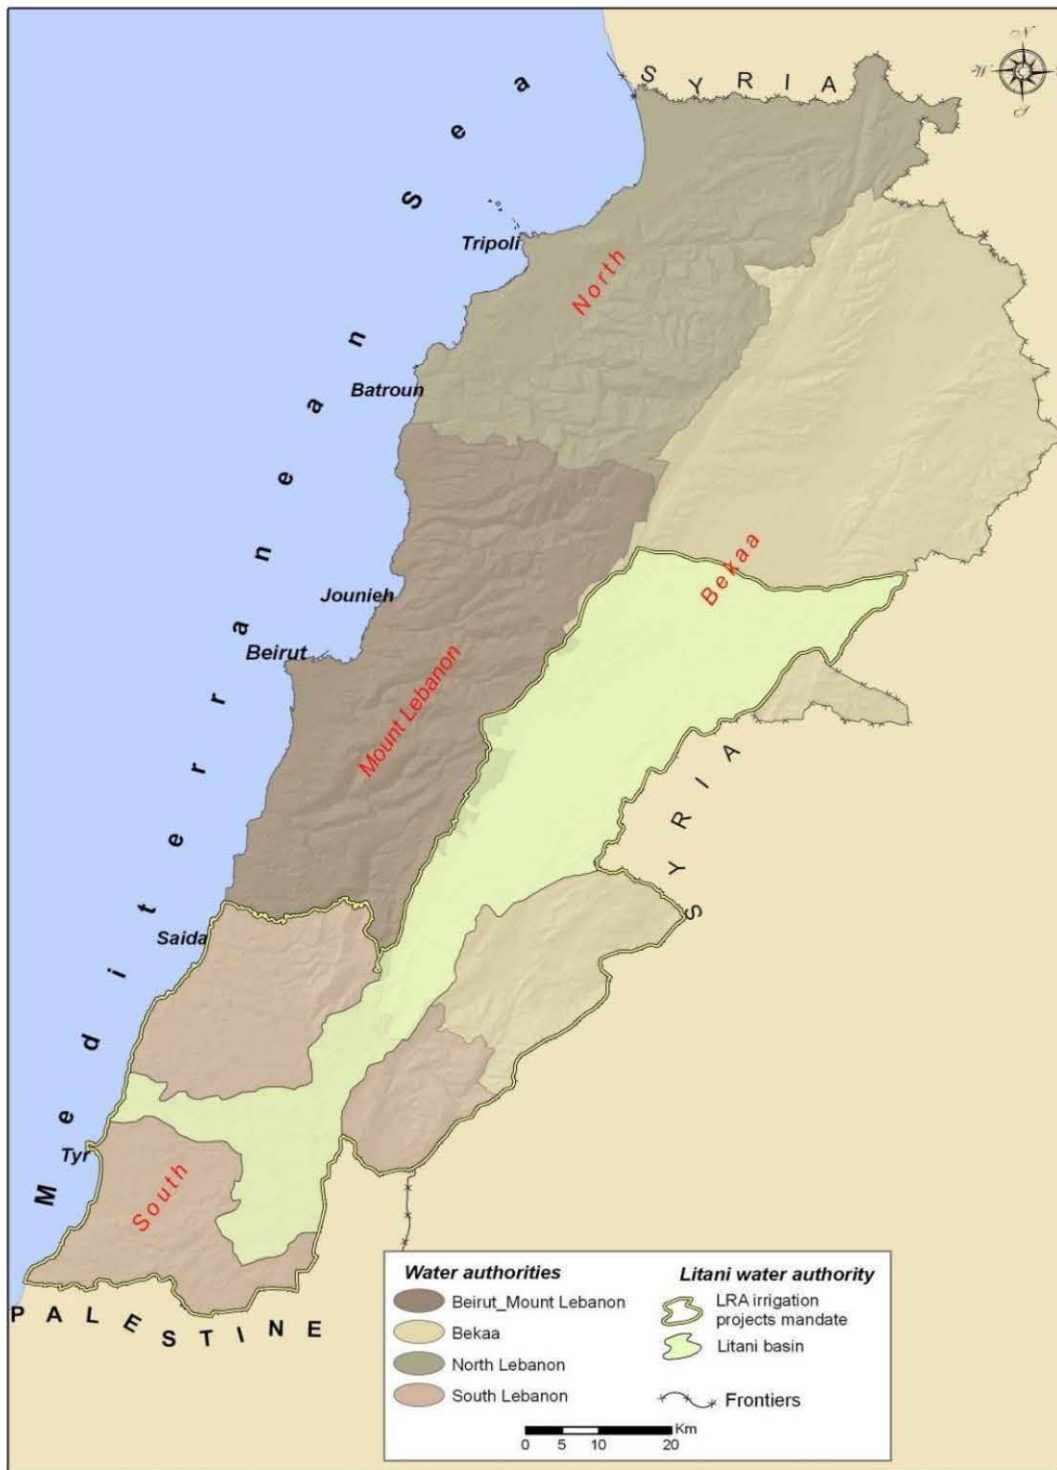 N
W
S
SYRIA
Mediterranean Sea
Tripoli
North
Batroun
Bekaa
Jounieh
Beirut
Mount Lebanon
SYRIA
Saida
Tyr
South
PALESTINE
Water authorities
Beirut_Mount Lebanon
Bekaa
North Lebanon
South Lebanon
Litani water authority
LRA irrigation
projects mandate
Litani basin
Frontiers
Km
0 5 10 20